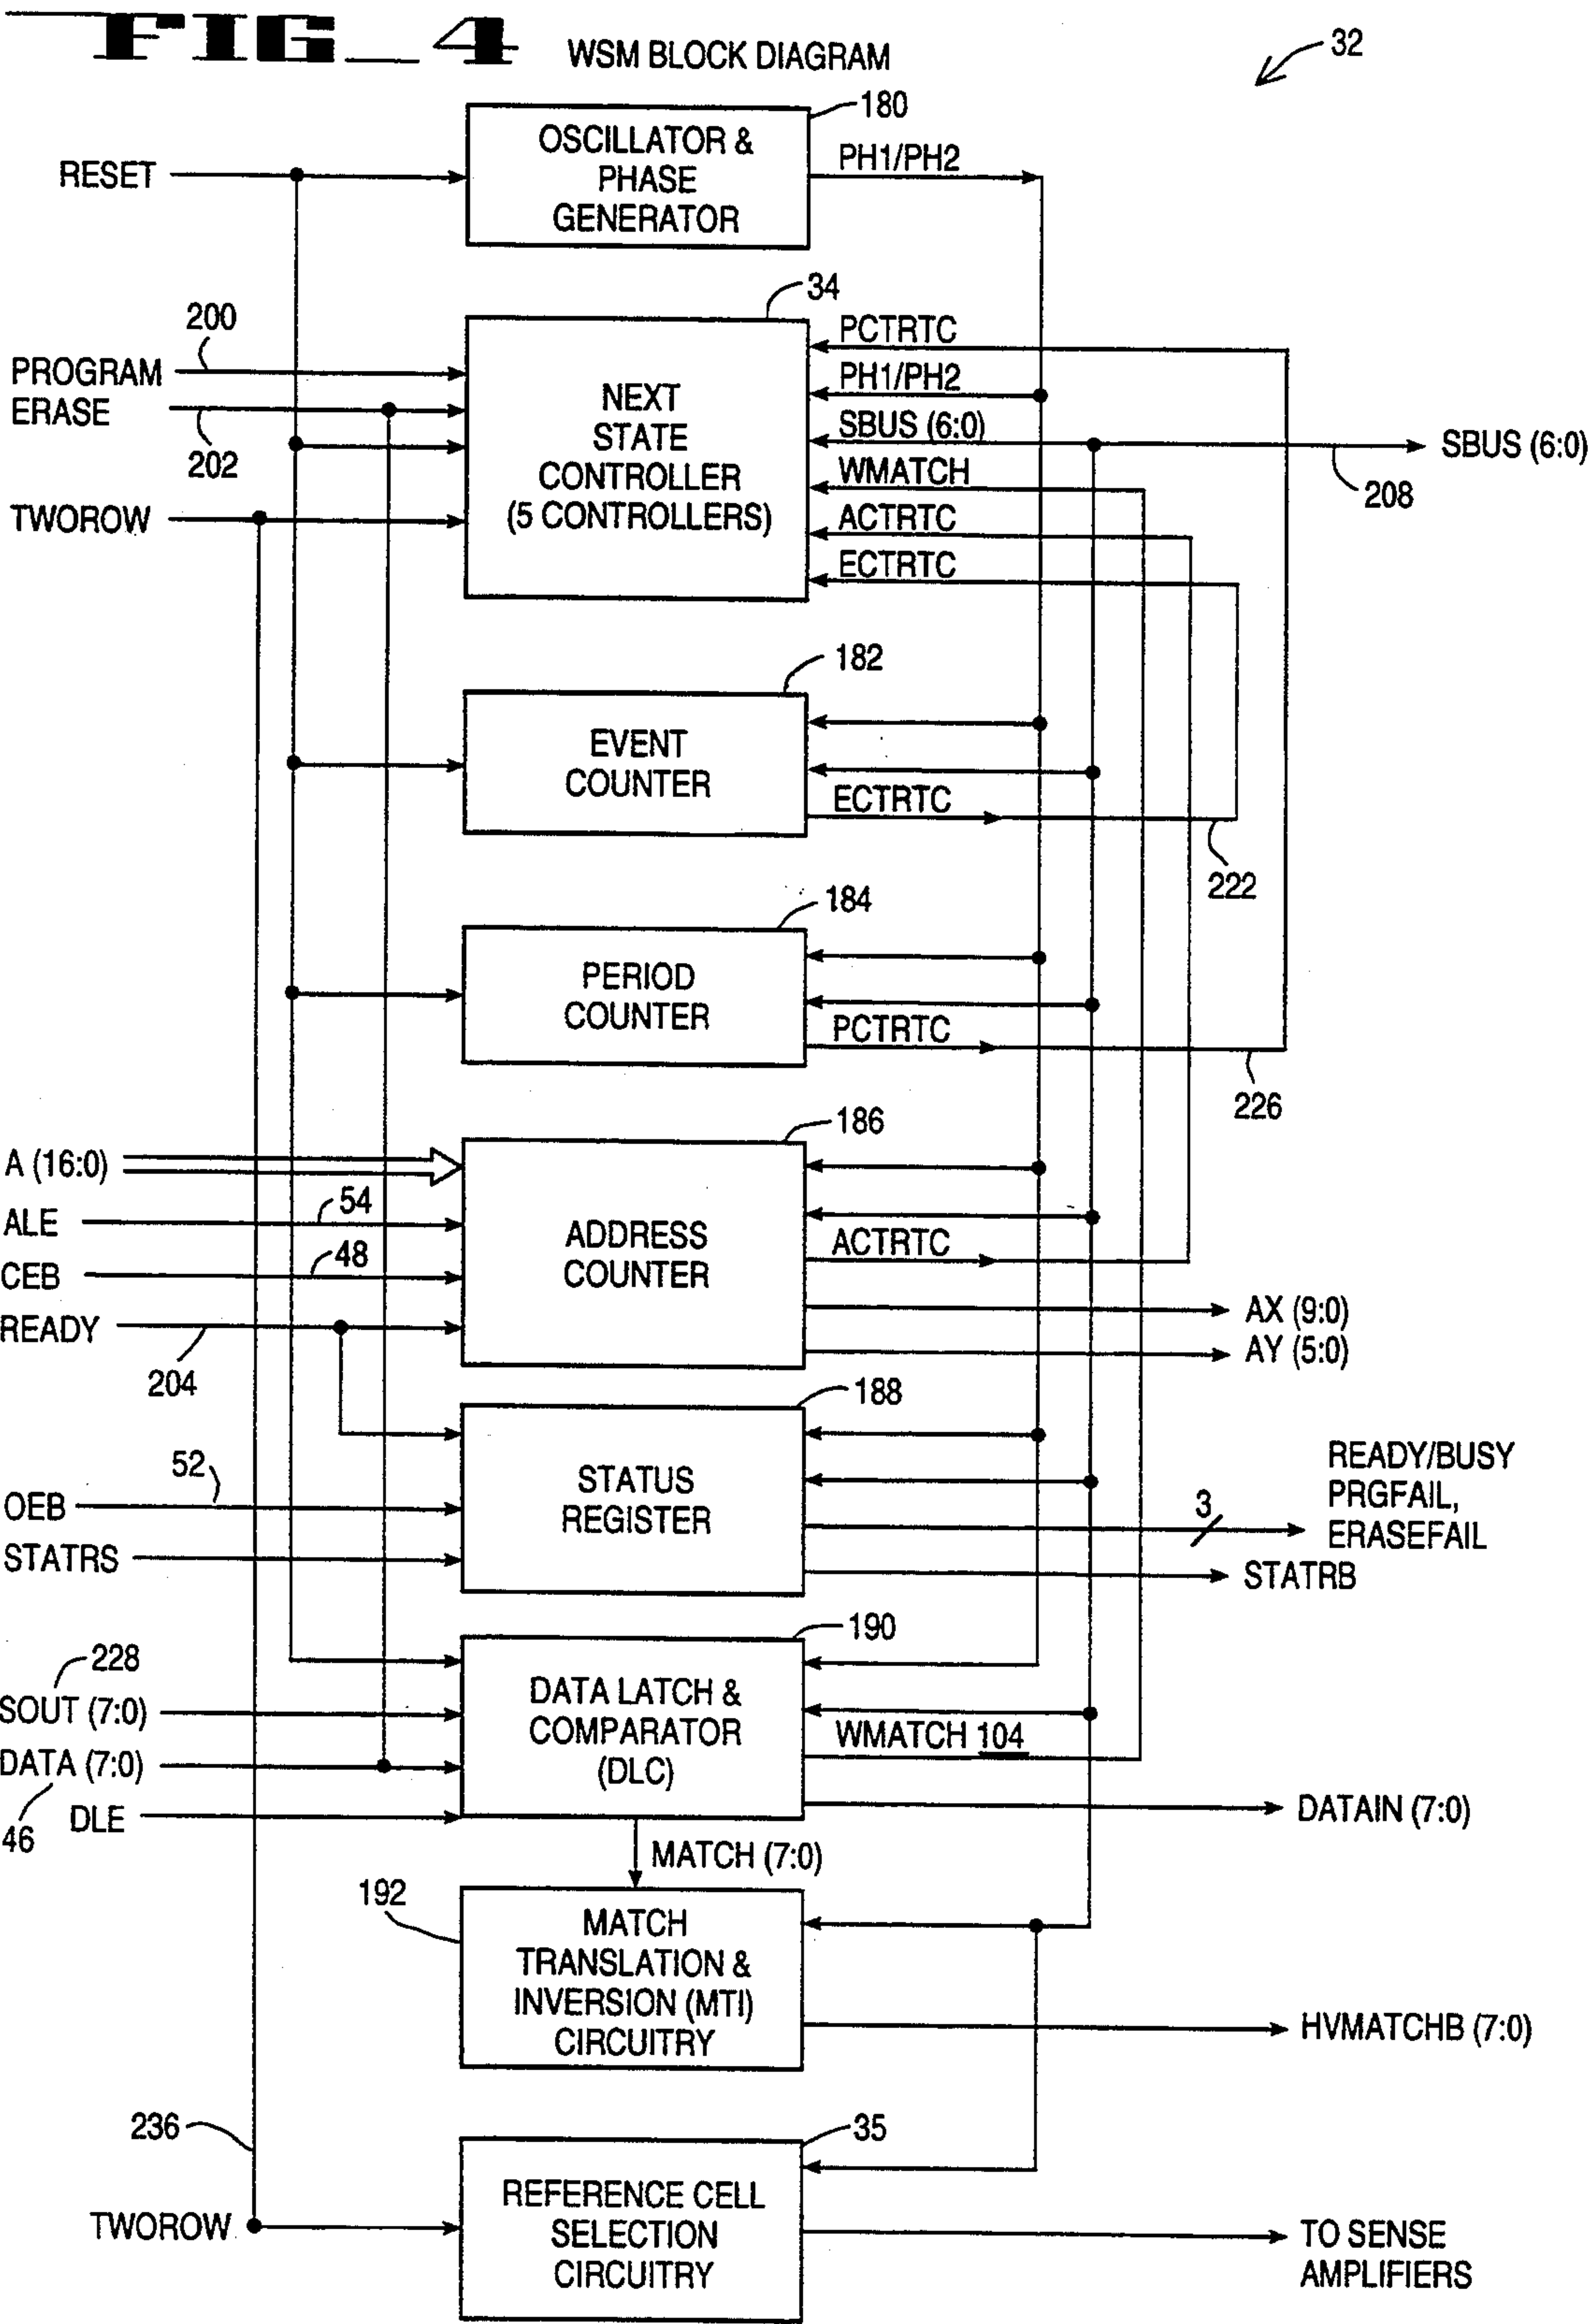 FIG_4 WSM BLOCK DIAGRAM
32
180
OSCILLATOR &
PHASE
GENERATOR
RESET
PH1/PH2
34
200
PROGRAM
ERASE
202
TWOROW
NEXT
STATE
CONTROLLER
(5 CONTROLLERS)
PCTRTC
PH1/PH2
SBUS (6:0)
WMATCH
ACTRTC
ECTRTC
SBUS (6:0)
208
182
EVENT
COUNTER
ECTRTC
222
184
PERIOD
COUNTER
PCTRTC
226
186
A (16:0)
ALE
54
CEB
48
READY
204
ADDRESS
COUNTER
ACTRTC
AX (9:0)
AY (5:0)
188
52
OEB
STATRS
STATUS
REGISTER
3
READY/BUSY
PRGFAIL,
ERASEFAIL
STATRB
190
228
SOUT (7:0)
DATA (7:0)
46
DLE
DATA LATCH &
COMPARATOR
(DLC)
WMATCH 104
DATAIN (7:0)
MATCH (7:0)
192
MATCH
TRANSLATION &
INVERSION (MTI)
CIRCUITRY
HVMATCHB (7:0)
236
35
TWOROW
REFERENCE CELL
SELECTION
CIRCUITRY
TO SENSE
AMPLIFIERS